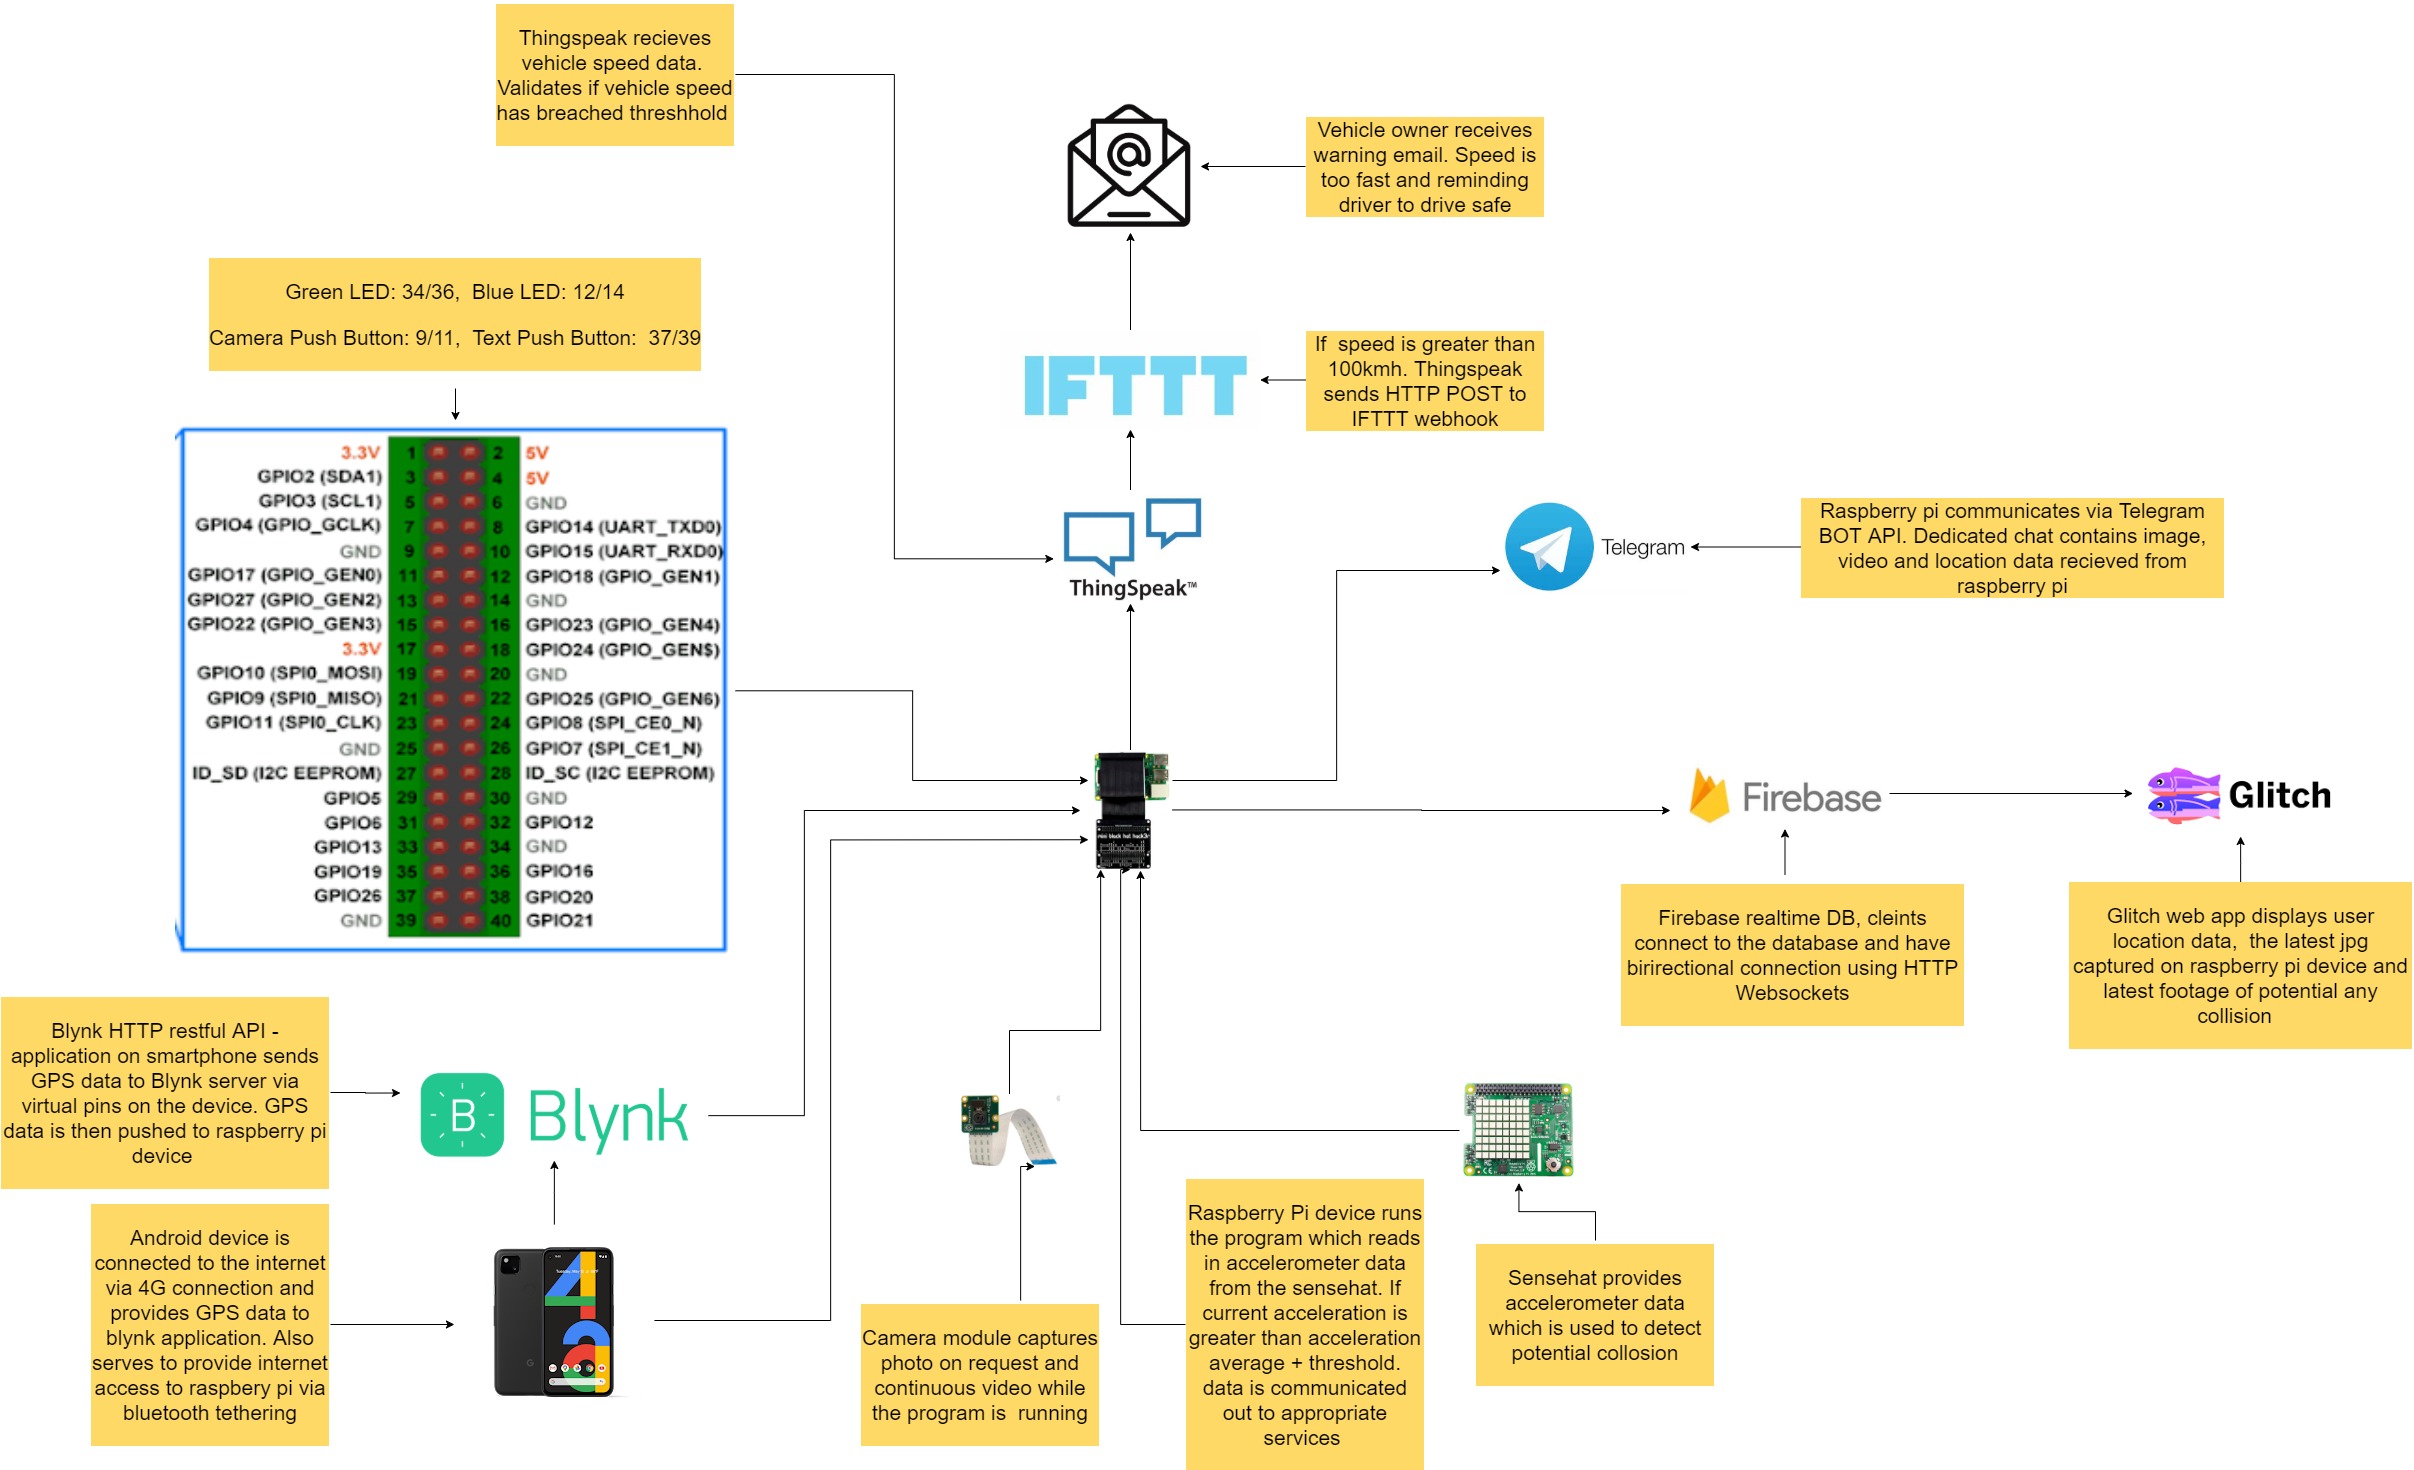 Thingspeak recieves
vehicle speed data.
Validates if vehicle speed
has breached threshhold
Vehicle owner receives
warning email. Speed is
too fast and reminding
driver to drive safe
Green LED: 34/36,  Blue LED: 12/14
Camera Push Button: 9/11,  Text Push Button:  37/39
IFTTT
If  speed is greater than
100kmh. Thingspeak
sends HTTP POST to
IFTTT webhook
3.3V 1 2 5V
GPIO2 (SDA1) 3 4 5V
GPIO3 (SCL1) 5 6 GND
GPIO4 (GPIO_GCLK) 7 8 GPIO14 (UART_TXD0)
GND 9 10 GPIO15 (UART_RXD0)
GPIO17 (GPIO_GEN0) 11 12 GPIO18 (GPIO_GEN1)
GPIO27 (GPIO_GEN2) 13 14 GND
GPIO22 (GPIO_GEN3) 15 16 GPIO23 (GPIO_GEN4)
3.3V 17 18 GPIO24 (GPIO_GEN$)
GPIO10 (SPI0_MOSI) 19 20 GND
GPIO9 (SPI0_MISO) 21 22 GPIO25 (GPIO_GEN6)
GPIO11 (SPI0_CLK) 23 24 GPIO8 (SPI_CE0_N)
GND 25 26 GPIO7 (SPI_CE1_N)
ID_SD (I2C EEPROM) 27 28 ID_SC (I2C EEPROM)
GPIO5 29 30 GND
GPIO6 31 32 GPIO12
GPIO13 33 34 GND
GPIO19 35 36 GPIO16
GPIO26 37 38 GPIO20
GND 39 40 GPIO21
ThingSpeak™
Telegram
Raspberry pi communicates via Telegram
BOT API. Dedicated chat contains image,
video and location data recieved from
raspberry pi
mini black hat hack3r
Firebase
Glitch
Firebase realtime DB, cleints
connect to the database and have
birirectional connection using HTTP
Websockets
Glitch web app displays user
location data,  the latest jpg
captured on raspberry pi device and
latest footage of potential any
collision
Blynk HTTP restful API -
application on smartphone sends
GPS data to Blynk server via
virtual pins on the device. GPS
data is then pushed to raspberry pi
device
B Blynk
Android device is
connected to the internet
via 4G connection and
provides GPS data to
blynk application. Also
serves to provide internet
access to raspbery pi via
bluetooth tethering
Camera module captures
photo on request and
continuous video while
the program is  running
Raspberry Pi device runs
the program which reads
in accelerometer data
from the sensehat. If
current acceleration is
greater than acceleration
average + threshold.
data is communicated
out to appropriate
services
Sensehat provides
accelerometer data
which is used to detect
potential collosion